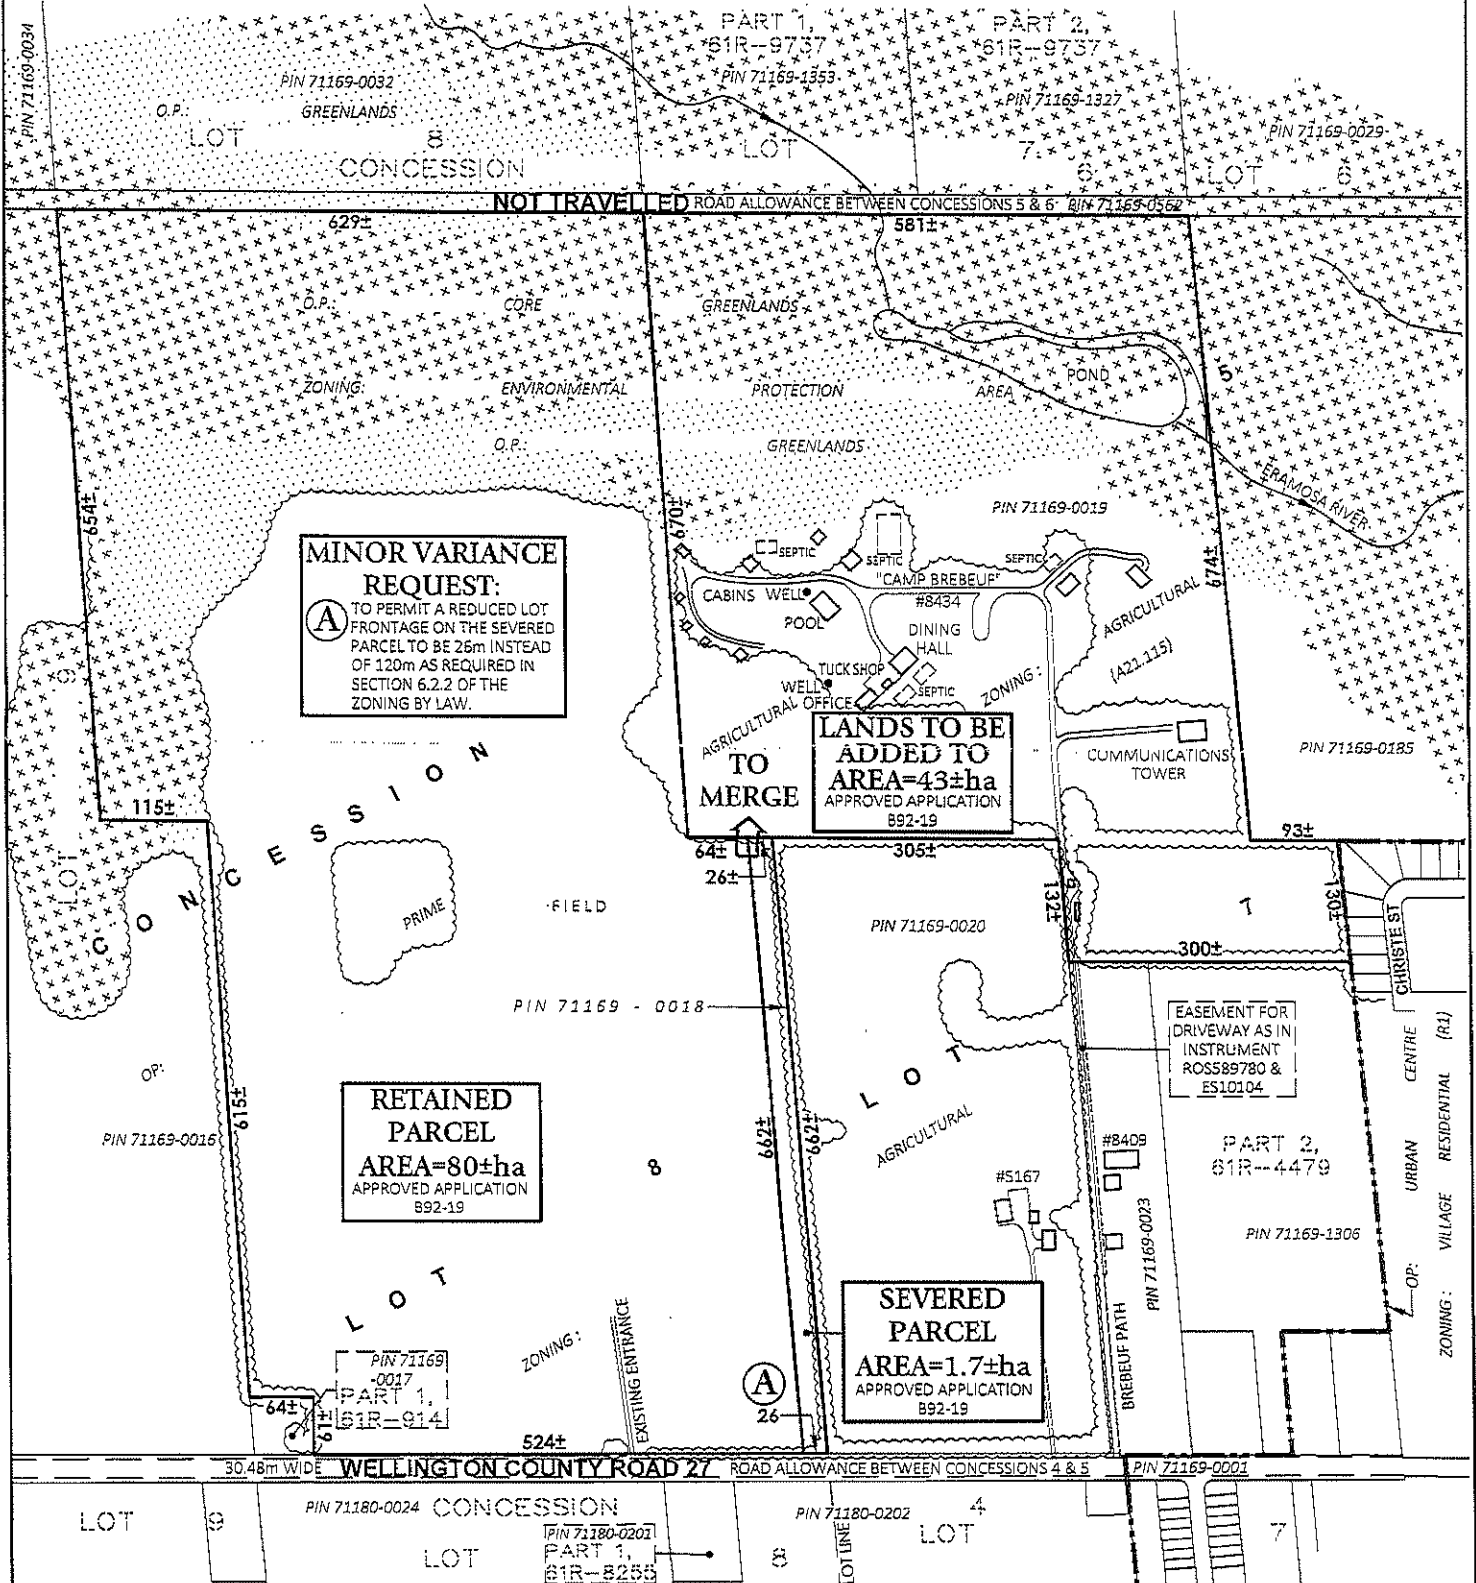 PIN 71169-0034
PART 1,
61R-9737
PART 2,
61R-9737
PIN 71169-0032
PIN 71169-1353
PIN 71169-1327
O.P.
GREENLANDS
PIN 71169-0029
LOT 8
LOT 7
6
LOT 6
CONCESSION
NOT TRAVELLED ROAD ALLOWANCE BETWEEN CONCESSIONS 5 & 6 PIN 71169-0562
629±
581±
O.P.: CORE GREENLANDS
ZONING: ENVIRONMENTAL PROTECTION AREA
POND
5
O.P.: GREENLANDS
ERAMOSA RIVER
654±
670±
674±
PIN 71169-0019
MINOR VARIANCE
REQUEST:
A
TO PERMIT A REDUCED LOT
FRONTAGE ON THE SEVERED
PARCEL TO BE 26m INSTEAD
OF 120m AS REQUIRED IN
SECTION 6.2.2 OF THE
ZONING BY LAW.
SEPTIC
SEPTIC
SEPTIC
"CAMP BREBEUF"
#8434
CABINS
WELL
POOL
DINING
HALL
TUCK SHOP
WELL
OFFICE
SEPTIC
AGRICULTURAL
ZONING:
AGRICULTURAL
(A21.115)
LOT 9
LANDS TO BE
ADDED TO
AREA=43±ha
APPROVED APPLICATION
B92-19
TO
MERGE
COMMUNICATIONS
TOWER
PIN 71169-0185
115±
64±
26±
305±
93±
132±
130±
CONCESSION
PRIME
FIELD
PIN 71169-0020
7
300±
CHRISTE ST
PIN 71169 - 0018
EASEMENT FOR
DRIVEWAY AS IN
INSTRUMENT
ROS589780 &
ES10104
OP:
LOT
AGRICULTURAL
PIN 71169-0016
615±
RETAINED
PARCEL
AREA=80±ha
APPROVED APPLICATION
B92-19
8
662±
662±
#8409
#5167
PART 2,
61R-4479
PIN 71169-0023
PIN 71169-1306
OP: URBAN CENTRE
ZONING: VILLAGE RESIDENTIAL (R1)
LOT
ZONING:
EXISTING ENTRANCE
SEVERED
PARCEL
AREA=1.7±ha
APPROVED APPLICATION
B92-19
BREBEUF PATH
PIN 71169
-0017
PART 1,
61R-914
64±
61±
A
26
524±
30.48m WIDE WELLINGTON COUNTY ROAD 27 ROAD ALLOWANCE BETWEEN CONCESSIONS 4 & 5 PIN 71169-0001
PIN 71180-0024
CONCESSION
PIN 71180-0202
4
LOT 9
PIN 71180-0201
PART 1,
61R-8255
LOT 8
LOT LINE
LOT 7